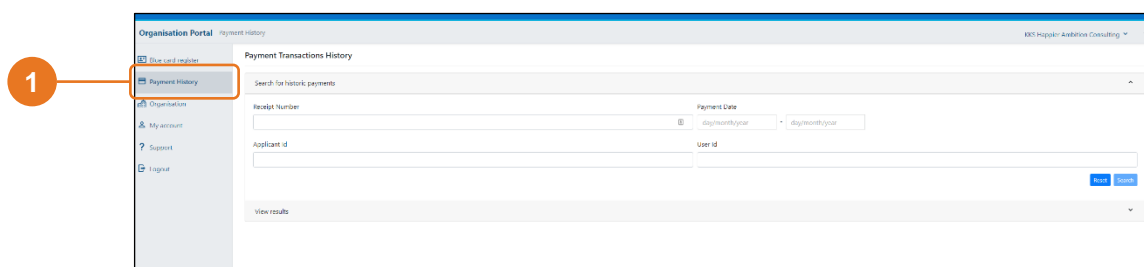 Organisation Portal Payment History
KKS Happier Ambition Consulting
1
Blue card register
Payment History
Organisation
My account
Support
Logout
Payment Transactions History
Search for historic payments
Receipt Number
Payment Date
day/month/year - day/month/year
Applicant Id
User Id
Reset Search
View results